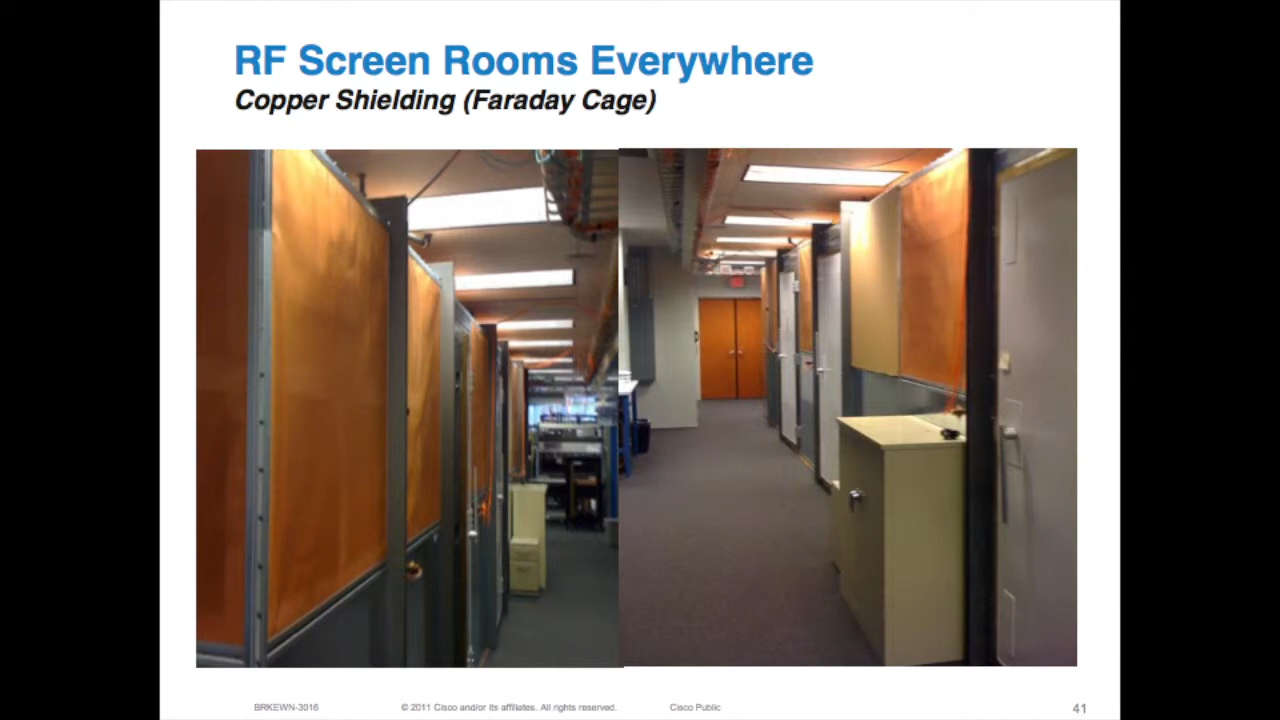 RF Screen Rooms Everywhere
Copper Shielding (Faraday Cage)
BRKEWN-3016 © 2011 Cisco and/or its affiliates. All rights reserved. Cisco Public 41